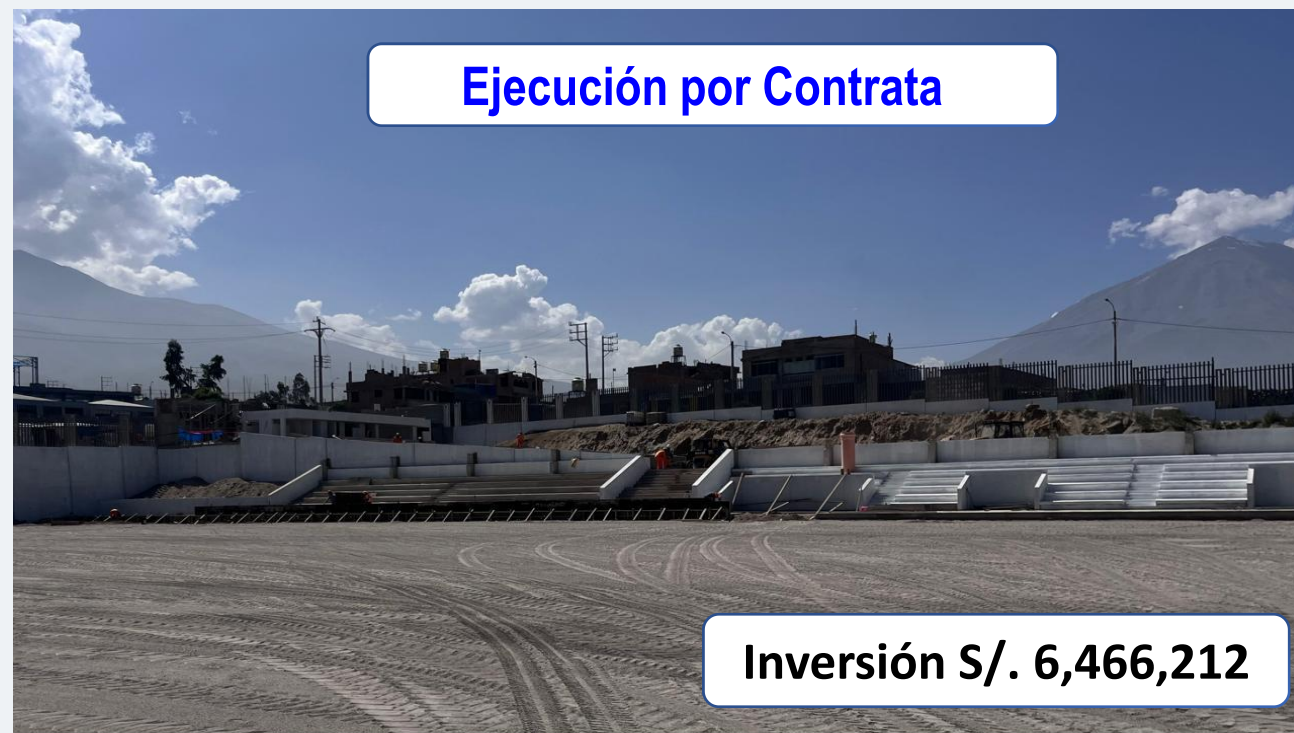 Ejecución por Contrata
Inversión S/. 6,466,212